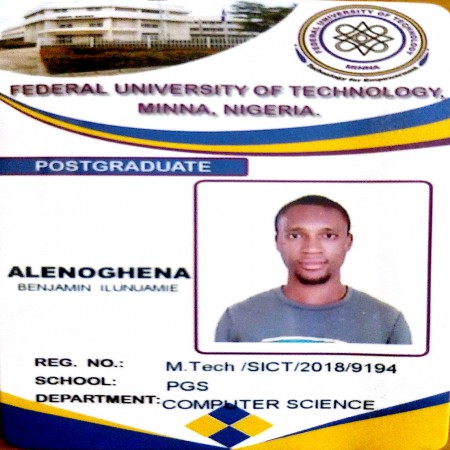 FEDERAL UNIVERSITY OF TECHNOLOGY
MINNA
Technology for Empowerment
FEDERAL UNIVERSITY OF TECHNOLOGY,
MINNA, NIGERIA.
POSTGRADUATE
ALENOGHENA
BENJAMIN ILUNUAMIE
REG. NO.: M.Tech /SICT/2018/9194
SCHOOL: PGS
DEPARTMENT: COMPUTER SCIENCE